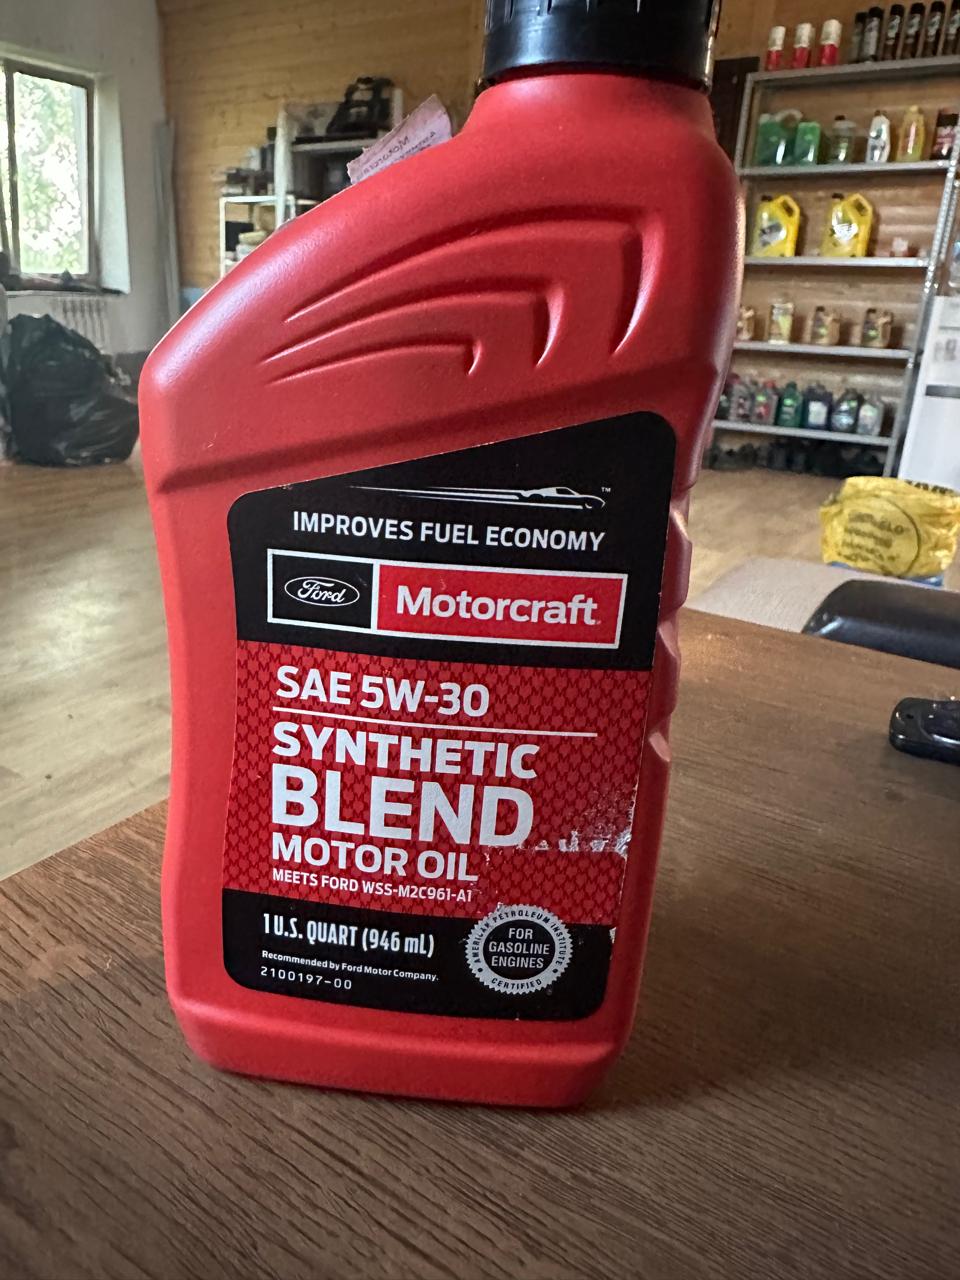 ™
IMPROVES FUEL ECONOMY
Ford
Motorcraft
SAE 5W-30
SYNTHETIC
BLEND
MOTOR OIL
MEETS FORD WSS-M2C961-A1
1 U.S. QUART (946 mL)
Recommended by Ford Motor Company.
2100197-00
AMERICAN PETROLEUM INSTITUTE
FOR
GASOLINE
ENGINES
CERTIFIED